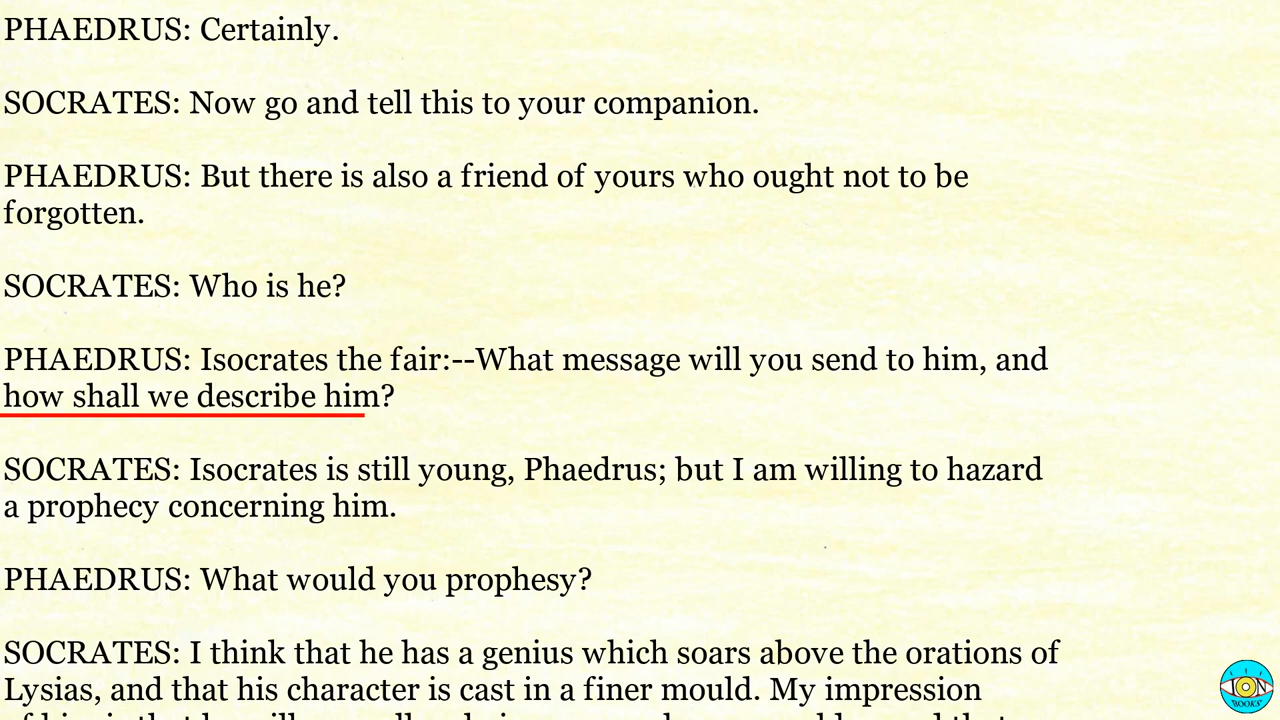 PHAEDRUS: Certainly.
SOCRATES: Now go and tell this to your companion.
PHAEDRUS: But there is also a friend of yours who ought not to be
forgotten.
SOCRATES: Who is he?
PHAEDRUS: Isocrates the fair:--What message will you send to him, and
how shall we describe him?
SOCRATES: Isocrates is still young, Phaedrus; but I am willing to hazard
a prophecy concerning him.
PHAEDRUS: What would you prophesy?
SOCRATES: I think that he has a genius which soars above the orations of
Lysias, and that his character is cast in a finer mould. My impression
ION
BOOKS